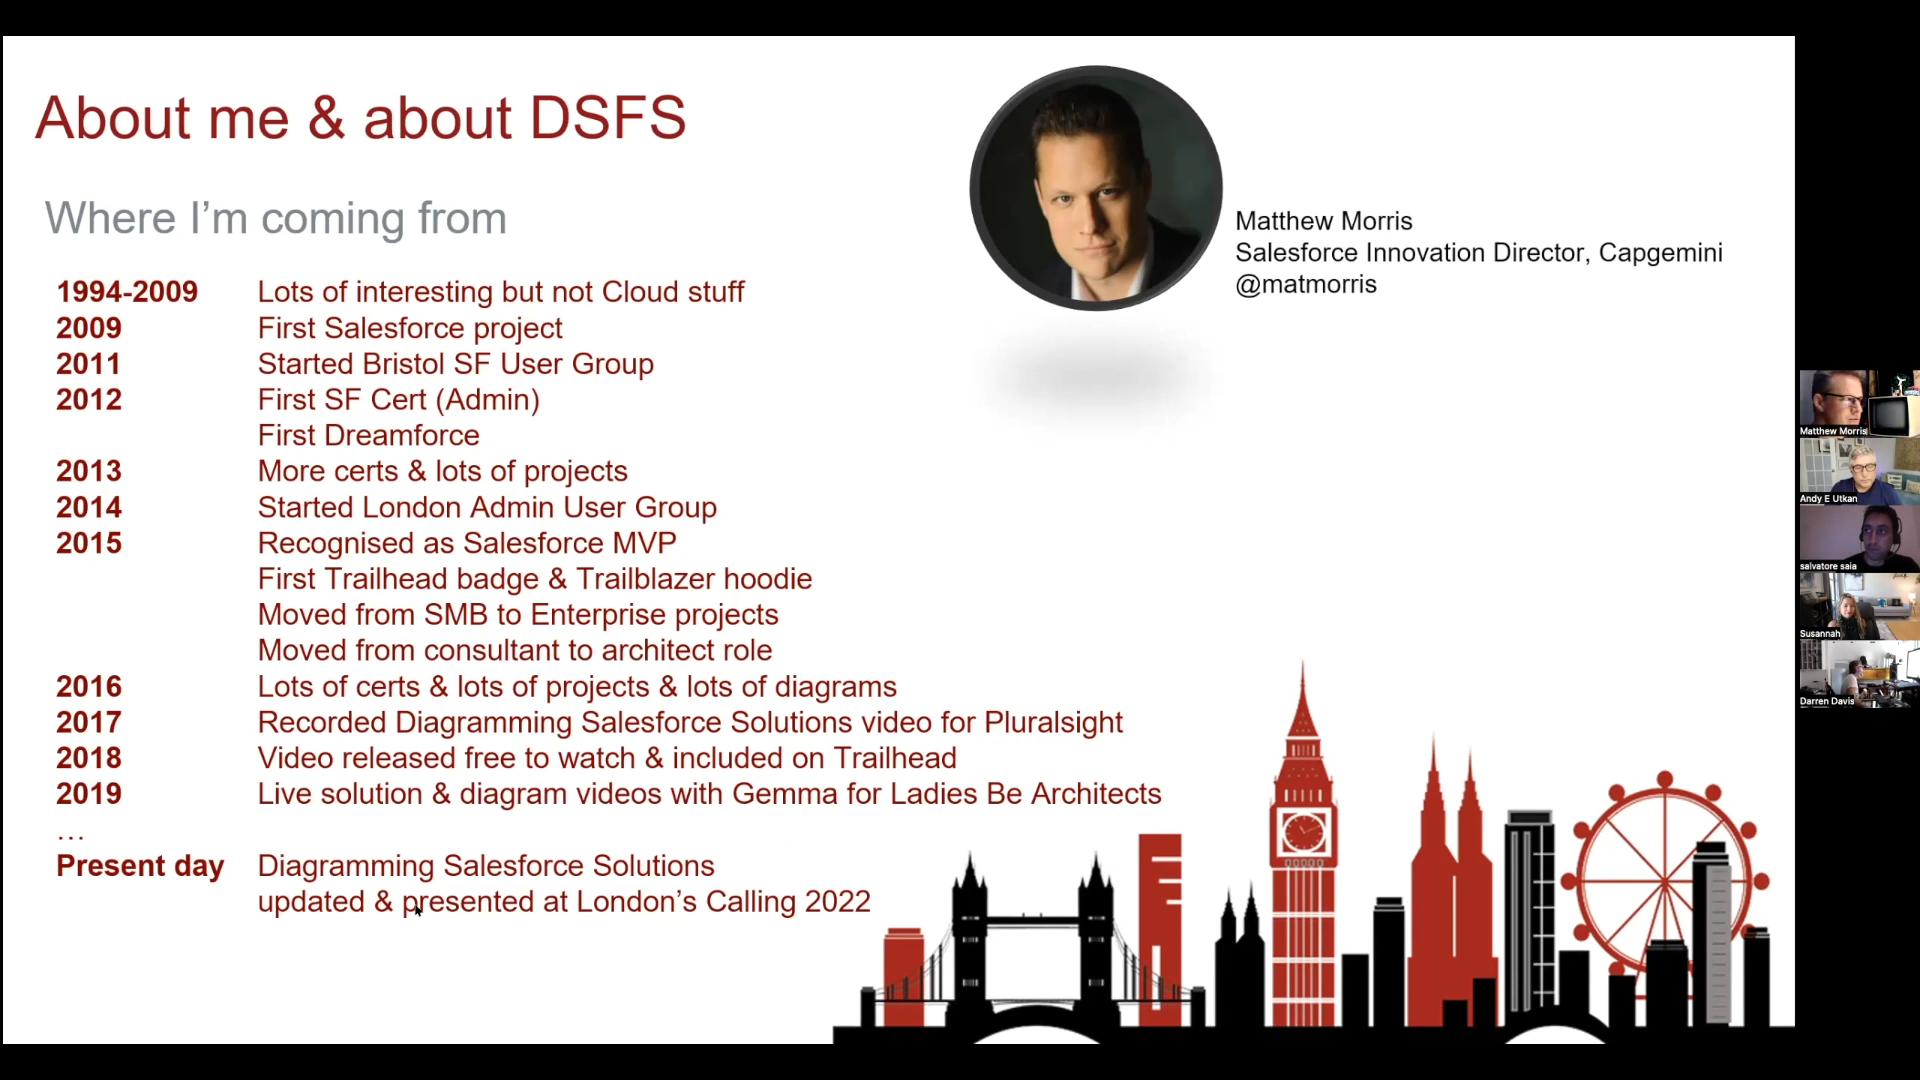 About me & about DSFS
Where I'm coming from
Matthew Morris
Salesforce Innovation Director, Capgemini
@matmorris
1994-2009 Lots of interesting but not Cloud stuff
2009 First Salesforce project
2011 Started Bristol SF User Group
2012 First SF Cert (Admin)
First Dreamforce
2013 More certs & lots of projects
2014 Started London Admin User Group
2015 Recognised as Salesforce MVP
First Trailhead badge & Trailblazer hoodie
Moved from SMB to Enterprise projects
Moved from consultant to architect role
2016 Lots of certs & lots of projects & lots of diagrams
2017 Recorded Diagramming Salesforce Solutions video for Pluralsight
2018 Video released free to watch & included on Trailhead
2019 Live solution & diagram videos with Gemma for Ladies Be Architects
…
Present day Diagramming Salesforce Solutions
updated & presented at London's Calling 2022
Matthew Morris
Andy E Utkan
salvatore saia
Susannah
Darren Davis